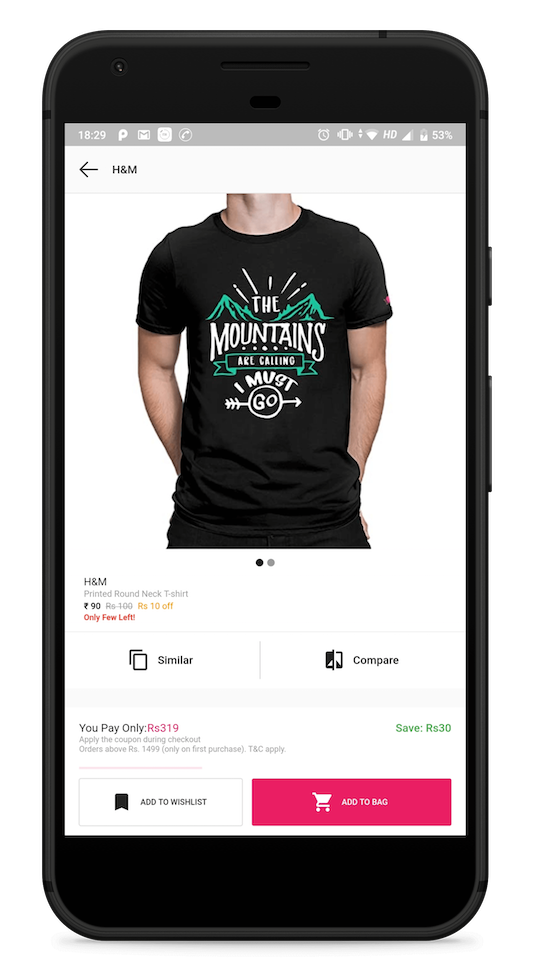 18:29 HD 53%
H&M
THE
MOUNTAINS
ARE CALLING
I MUST
GO
H&M
Printed Round Neck T-shirt
₹ 90 Rs 100 Rs 10 off
Only Few Left!
Similar Compare
You Pay Only:Rs319 Save: Rs30
Apply the coupon during checkout
Orders above Rs. 1499 (only on first purchase). T&C apply.
ADD TO WISHLIST ADD TO BAG